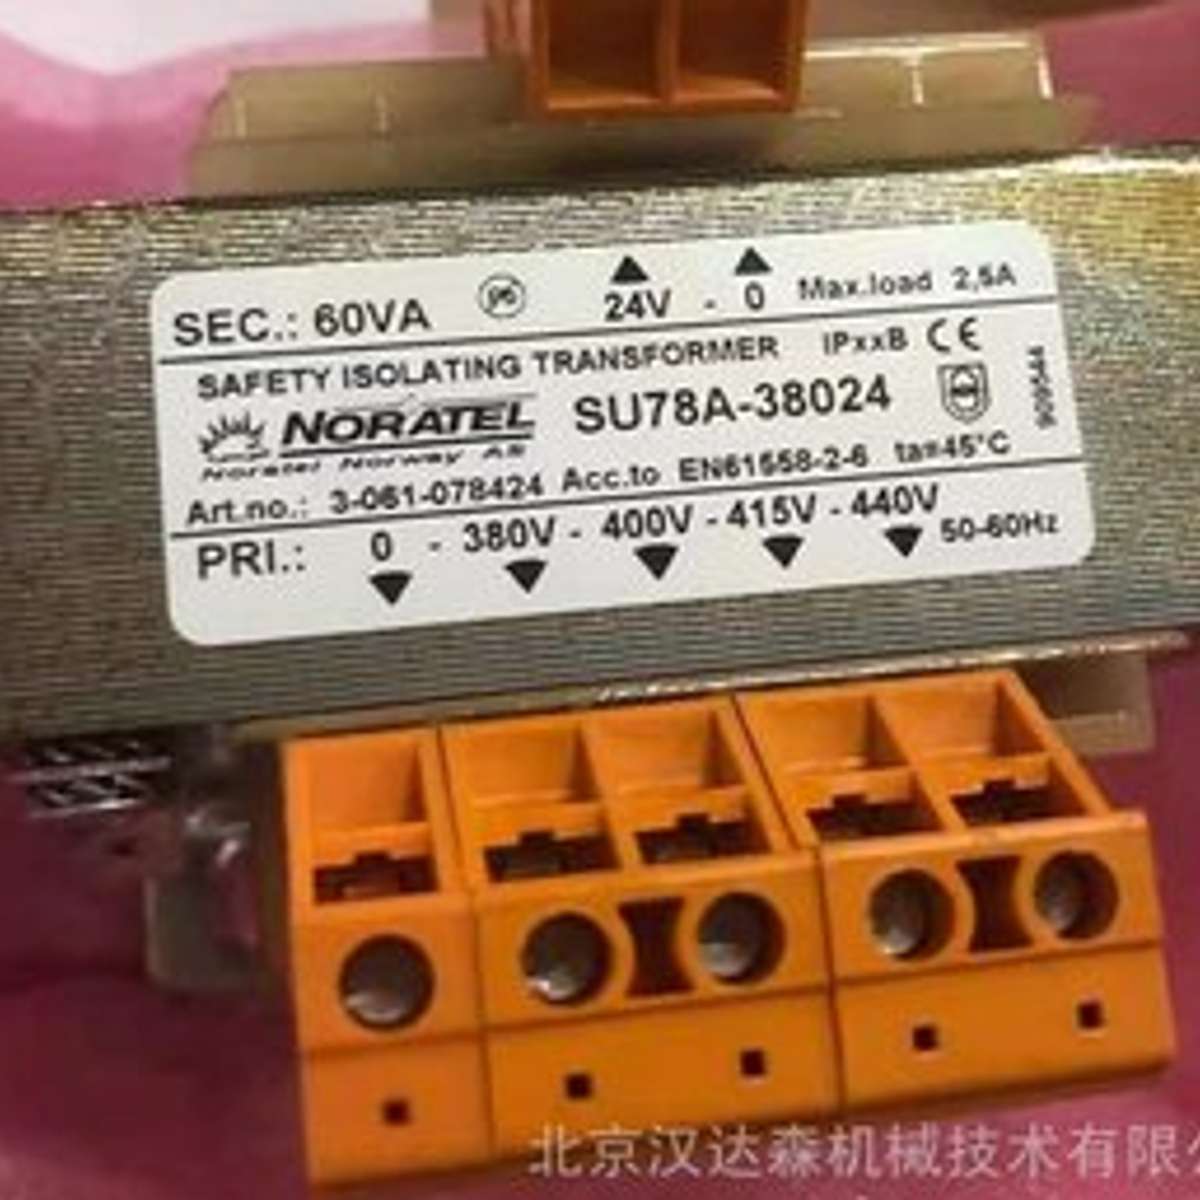 SEC.: 60VA 24V - 0 Max.load 2,5A
SAFETY ISOLATING TRANSFORMER IPxxB CE
NORATEL SU78A-38024
Noratel Norway AS
909544
Art.no.: 3-061-078424 Acc.to EN61558-2-6 ta=45°C
PRI.: 0 - 380V - 400V - 415V - 440V 50-60Hz
北京汉达森机械技术有限